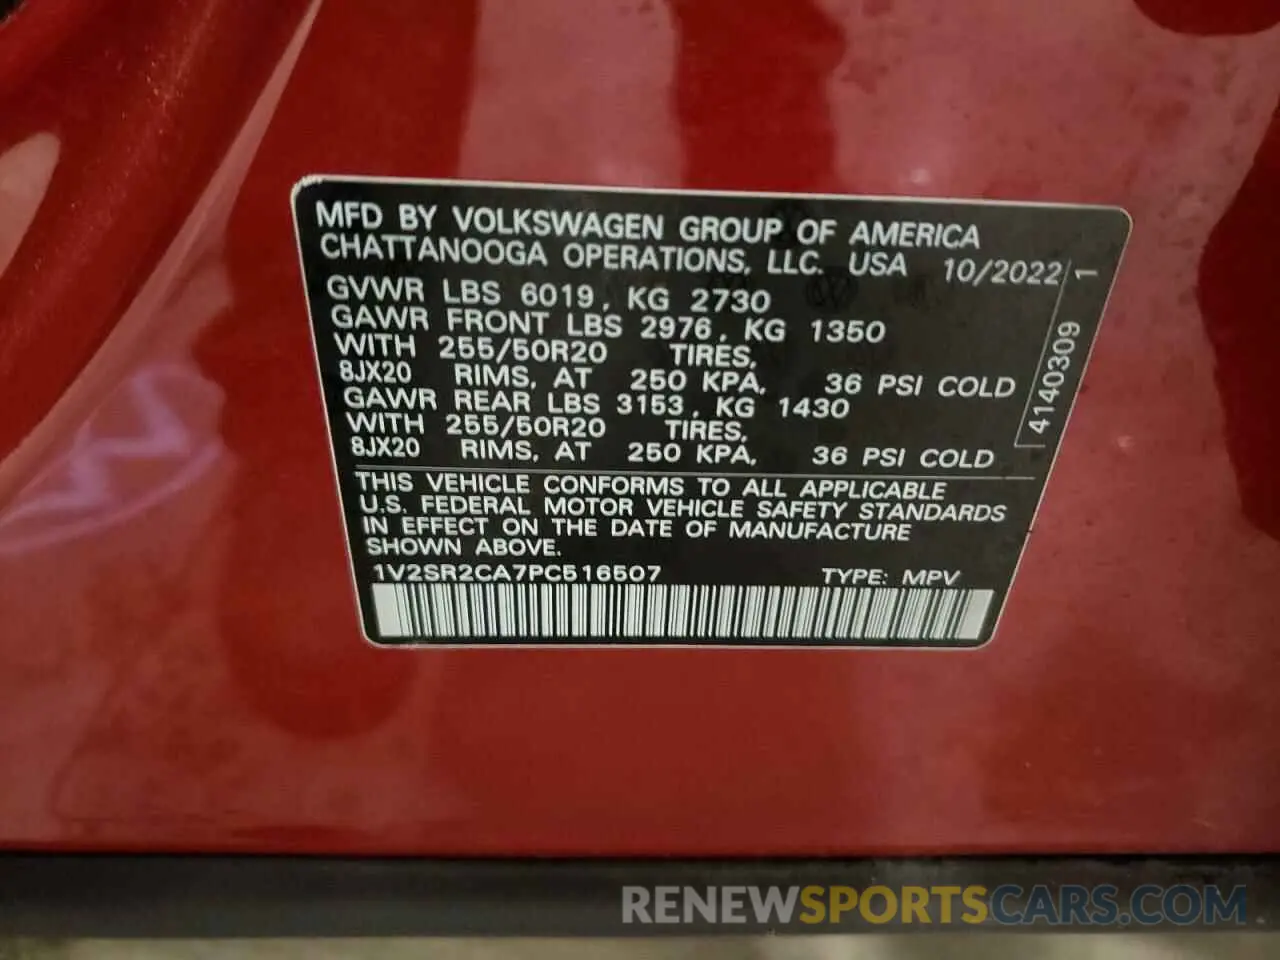 MFD BY VOLKSWAGEN GROUP OF AMERICA
CHATTANOOGA OPERATIONS, LLC. USA 10/2022 1
GVWR LBS 6019, KG 2730
GAWR FRONT LBS 2976, KG 1350
WITH 255/50R20 TIRES,
8JX20 RIMS, AT 250 KPA, 36 PSI COLD
GAWR REAR LBS 3153, KG 1430
WITH 255/50R20 TIRES,
8JX20 RIMS, AT 250 KPA, 36 PSI COLD
4140309
THIS VEHICLE CONFORMS TO ALL APPLICABLE
U.S. FEDERAL MOTOR VEHICLE SAFETY STANDARDS
IN EFFECT ON THE DATE OF MANUFACTURE
SHOWN ABOVE.
1V2SR2CA7PC516507 TYPE: MPV
RENEWSPORTSCARS.COM